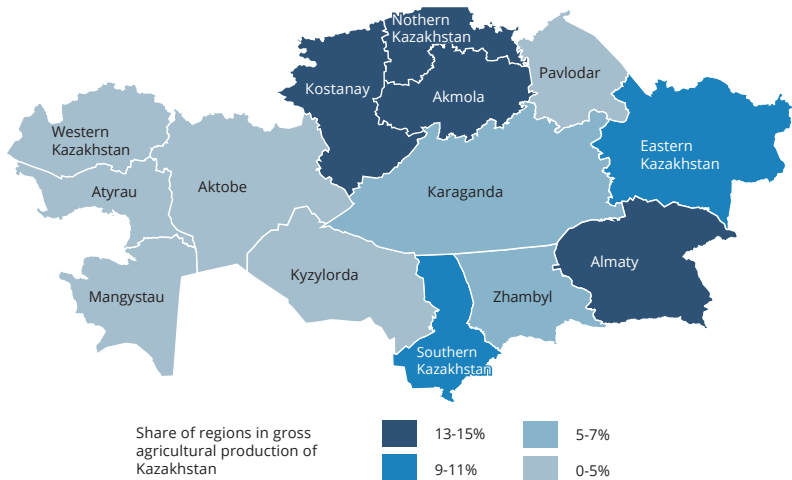 Nothern
Kazakhstan
Pavlodar
Kostanay
Akmola
Western
Kazakhstan
Eastern
Kazakhstan
Atyrau
Aktobe
Karaganda
Almaty
Kyzylorda
Mangystau
Zhambyl
Southern
Kazakhstan
Share of regions in gross
agricultural production of
Kazakhstan
13-15%
5-7%
9-11%
0-5%